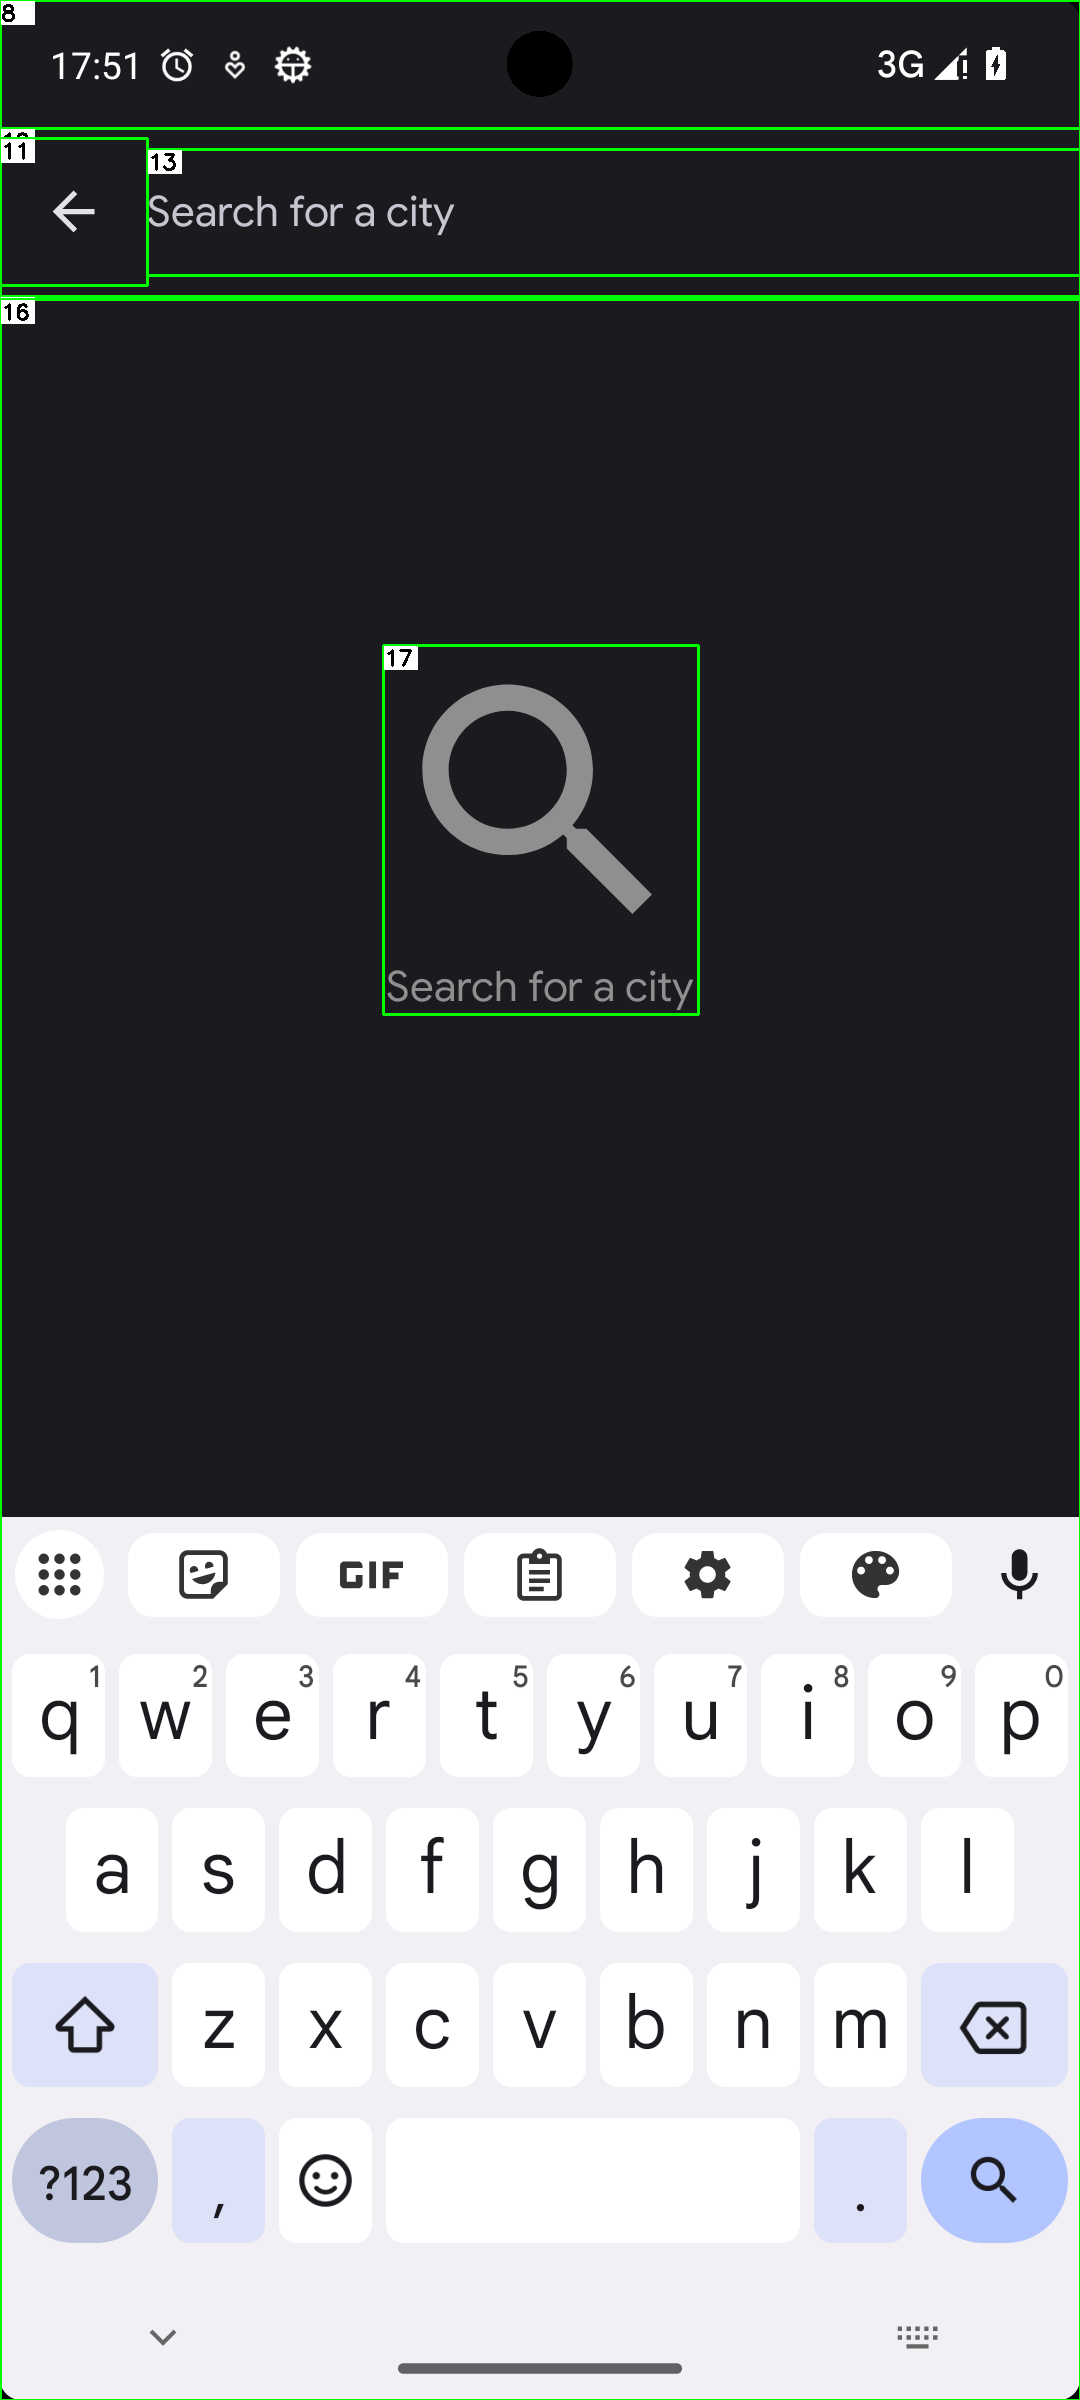 17:51 3G
Search for a city
Search for a city
GIF
q1 w2 e3 r4 t5 y6 u7 i8 o9 p0
a s d f g h j k l
z x c v b n m
?123 , .
8
11
13
16
17